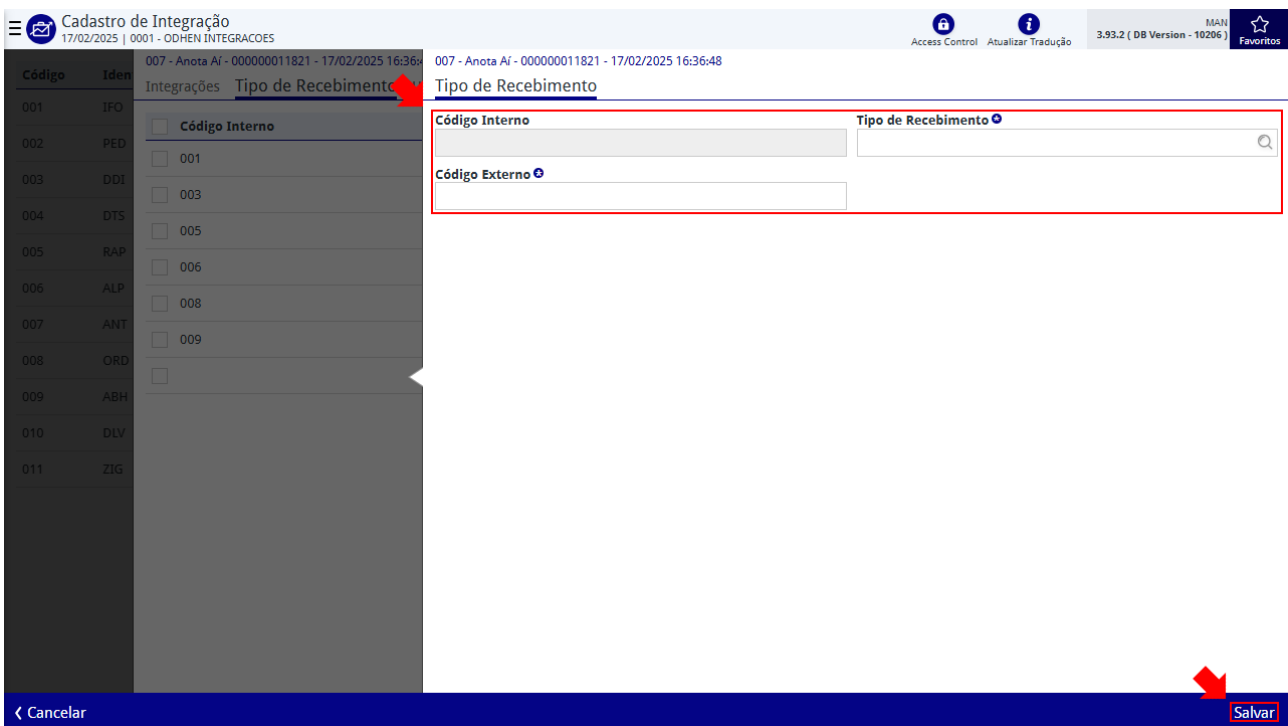 Cadastro de Integração
17/02/2025 | 0001 - ODHEN INTEGRACOES
Access Control
Atualizar Tradução
MAN
3.93.2 ( DB Version - 10206 )
Favoritos
Código Iden
001 IFO
002 PED
003 DDI
004 DTS
005 RAP
006 ALP
007 ANT
008 ORD
009 ABH
010 DLV
011 ZIG
007 - Anota Aí - 000000011821 - 17/02/2025 16:36:4
Integrações Tipo de Recebimento
Código Interno
001
003
005
006
008
009
007 - Anota Aí - 000000011821 - 17/02/2025 16:36:48
Tipo de Recebimento
Código Interno
Tipo de Recebimento
Código Externo
Cancelar
Salvar